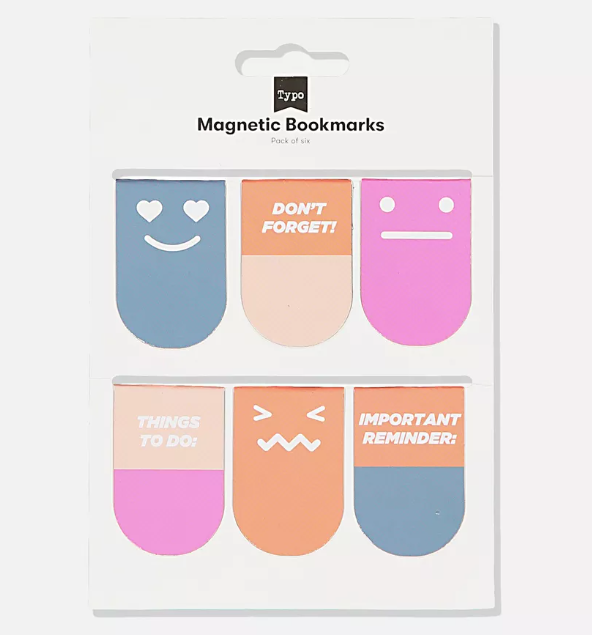 Typo
Magnetic Bookmarks
Pack of six
DON'T
FORGET!
THINGS
TO DO:
IMPORTANT
REMINDER: